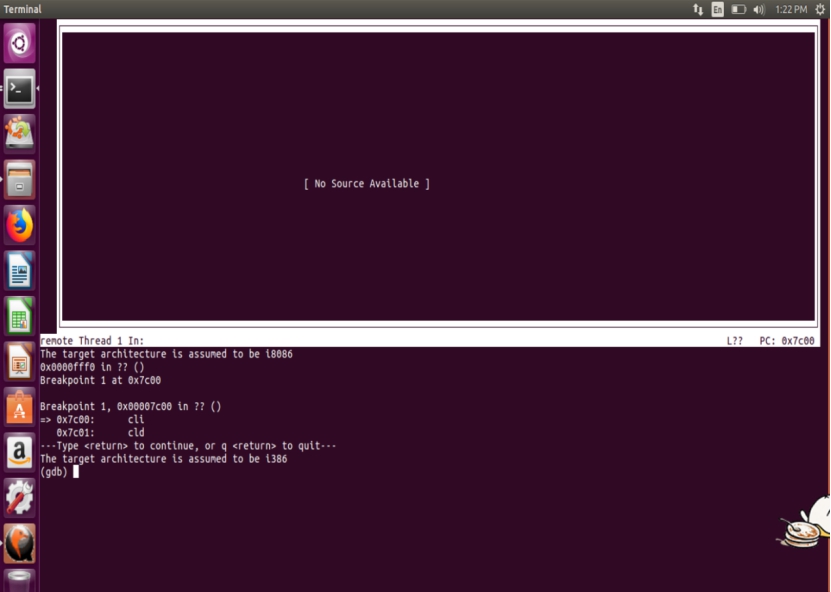 Terminal
En
1:22 PM
[ No Source Available ]
remote Thread 1 In: L?? PC: 0x7c00
The target architecture is assumed to be i8086
0x0000fff0 in ?? ()
Breakpoint 1 at 0x7c00
Breakpoint 1, 0x00007c00 in ?? ()
=> 0x7c00: cli
0x7c01: cld
---Type <return> to continue, or q <return> to quit---
The target architecture is assumed to be i386
(gdb)